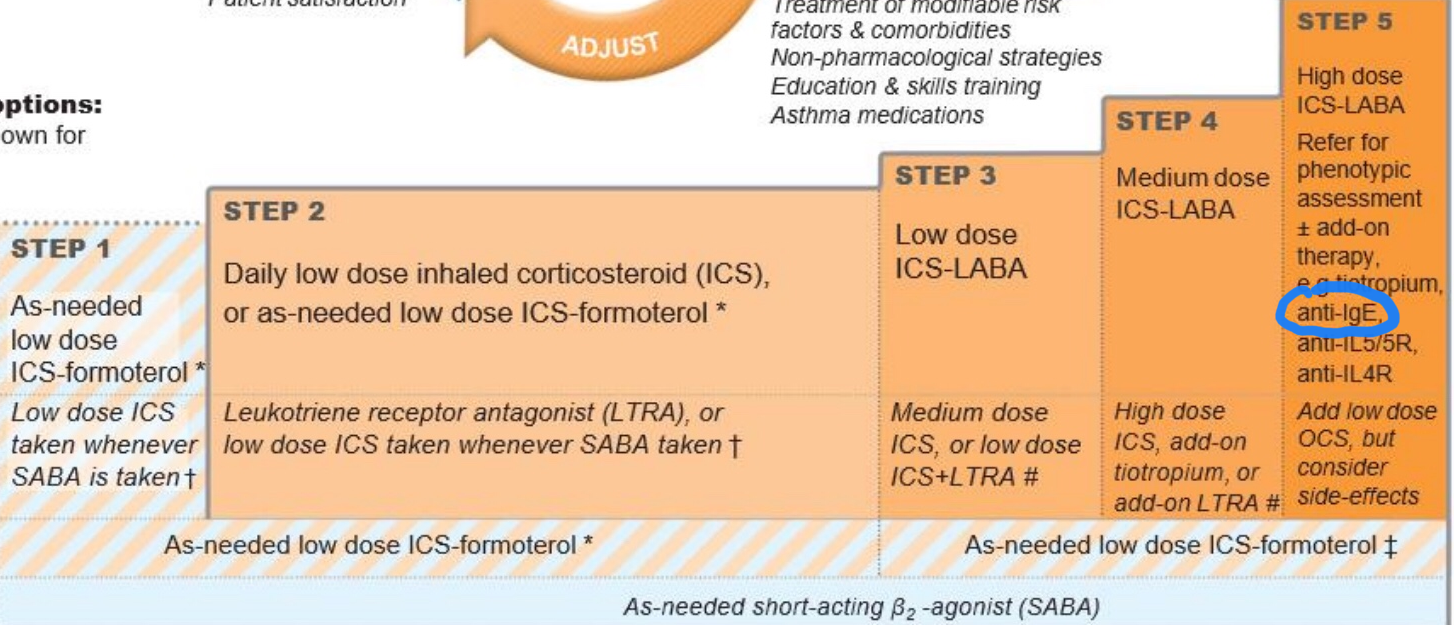 Patient satisfaction
ADJUST
Treatment of modifiable risk
factors & comorbidities
Non-pharmacological strategies
Education & skills training
Asthma medications
options:
own for
STEP 1
As-needed
low dose
ICS-formoterol *
Low dose ICS
taken whenever
SABA is taken †
STEP 2
Daily low dose inhaled corticosteroid (ICS),
or as-needed low dose ICS-formoterol *
Leukotriene receptor antagonist (LTRA), or
low dose ICS taken whenever SABA taken †
STEP 3
Low dose
ICS-LABA
Medium dose
ICS, or low dose
ICS+LTRA #
STEP 4
Medium dose
ICS-LABA
High dose
ICS, add-on
tiotropium, or
add-on LTRA #
STEP 5
High dose
ICS-LABA
Refer for
phenotypic
assessment
± add-on
therapy,
e.g.tiotropium,
anti-IgE,
anti-IL5/5R,
anti-IL4R
Add low dose
OCS, but
consider
side-effects
As-needed low dose ICS-formoterol *
As-needed low dose ICS-formoterol ‡
As-needed short-acting β₂ -agonist (SABA)